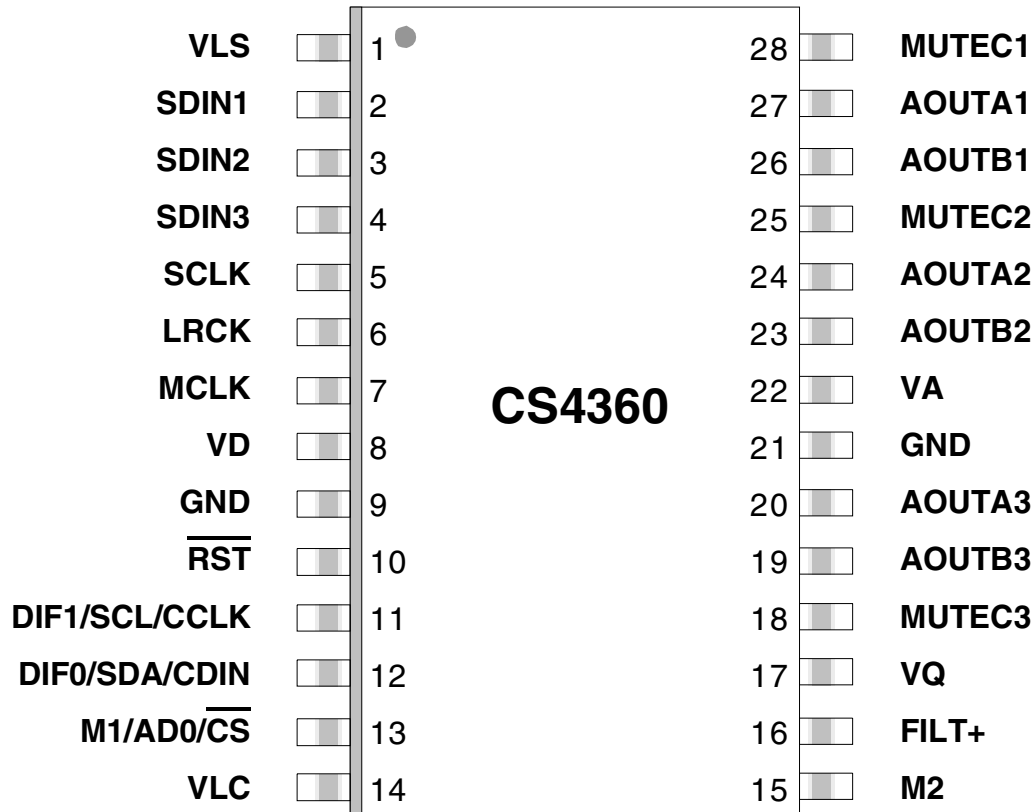 VLS 1 28 MUTEC1
SDIN1 2 27 AOUTA1
SDIN2 3 26 AOUTB1
SDIN3 4 25 MUTEC2
SCLK 5 24 AOUTA2
LRCK 6 23 AOUTB2
MCLK 7 22 VA
CS4360
VD 8 21 GND
GND 9 20 AOUTA3
RST 10 19 AOUTB3
DIF1/SCL/CCLK 11 18 MUTEC3
DIF0/SDA/CDIN 12 17 VQ
M1/AD0/CS 13 16 FILT+
VLC 14 15 M2